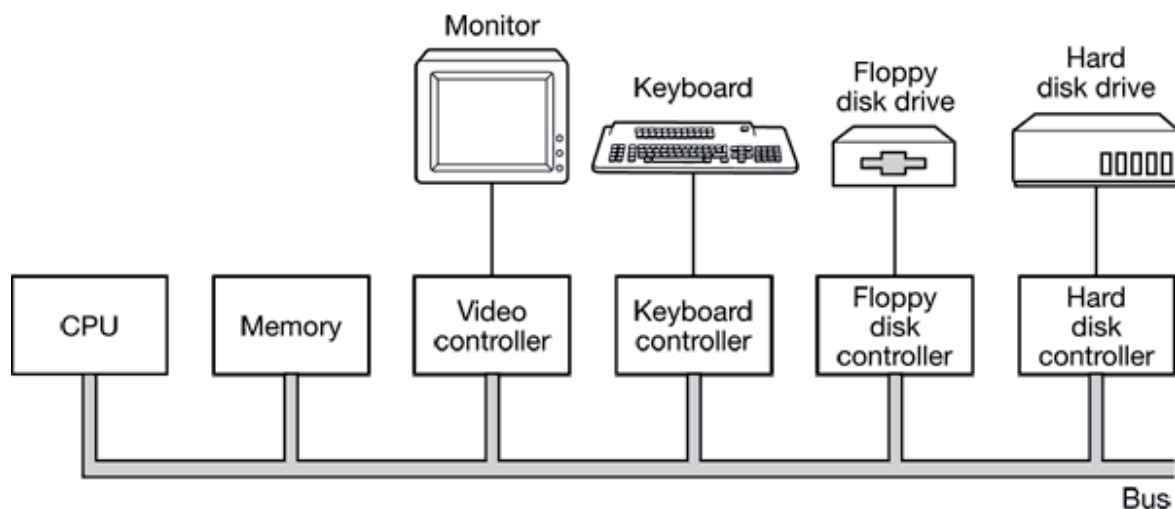 Monitor
Keyboard
Floppy
disk drive
Hard
disk drive
CPU
Memory
Video
controller
Keyboard
controller
Floppy
disk
controller
Hard
disk
controller
Bus